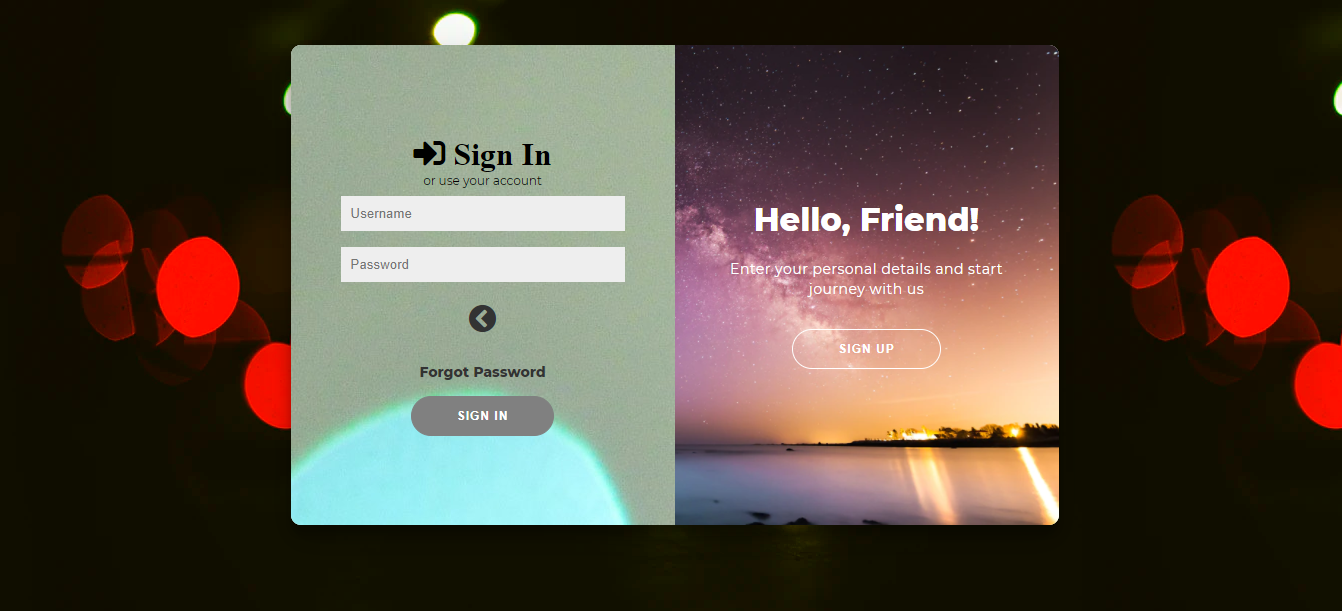 Sign In
or use your account
Username
Password
Forgot Password
SIGN IN
Hello, Friend!
Enter your personal details and start
journey with us
SIGN UP